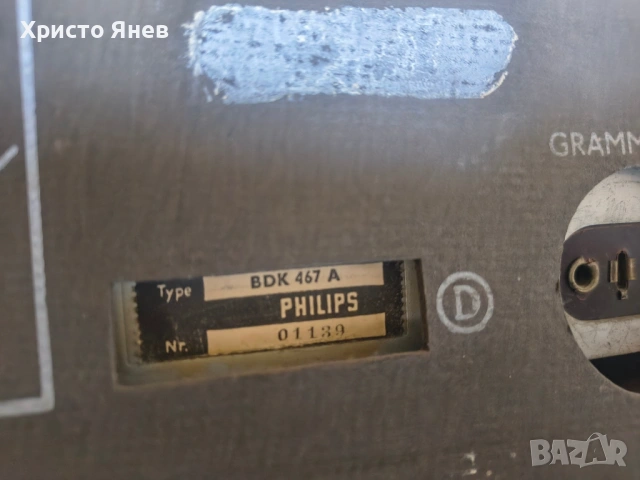 Христо Янев
GRAMM
Type BDK 467 A
PHILIPS
Nr. 01139
D
BAZAR